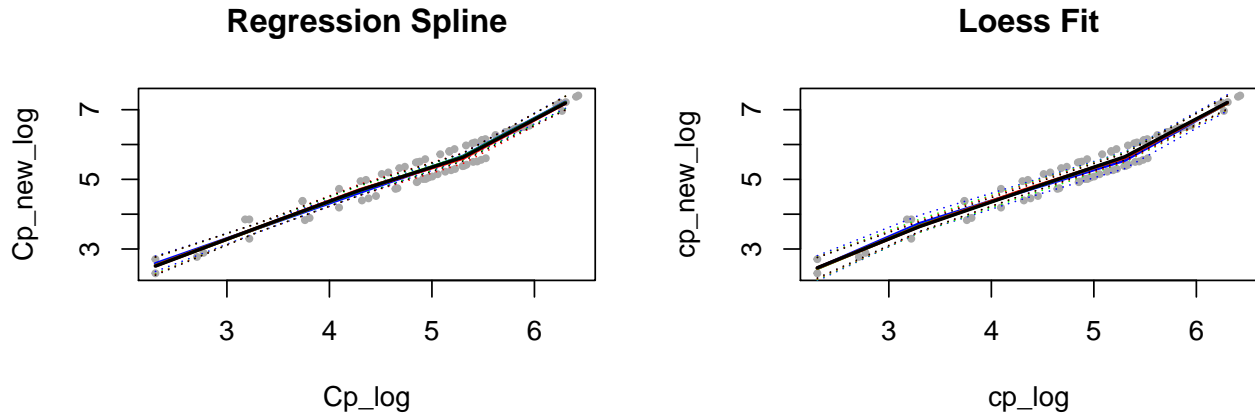 Regression Spline
Cp_new_log
7
5
3
3 4 5 6
Cp_log
Loess Fit
cp_new_log
7
5
3
3 4 5 6
cp_log